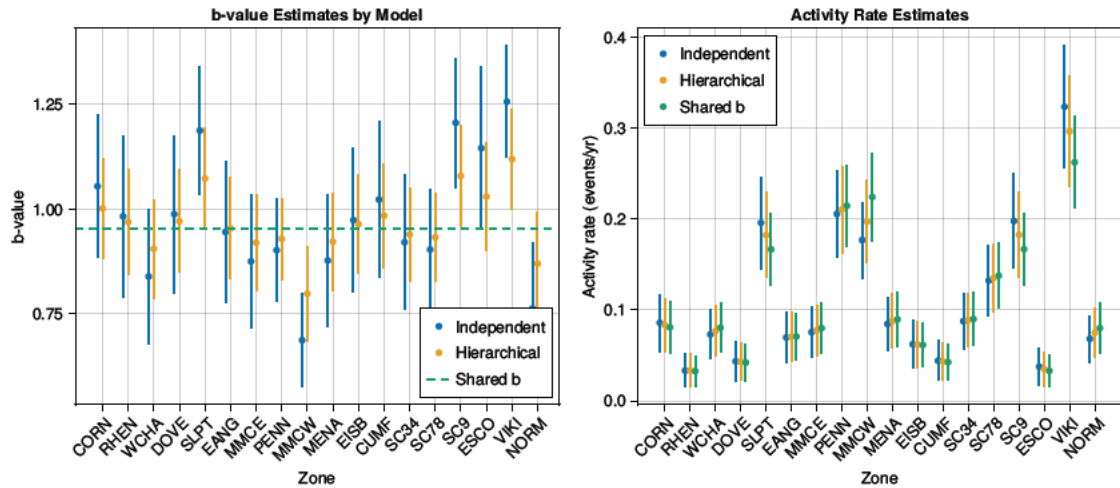 b-value Estimates by Model
b-value
1.25
1.00
0.75
Independent
Hierarchical
Shared b
CORN
RHEN
WCHA
DOVE
SLPT
EANG
MMCE
PENN
MMCW
MENA
EISB
CUMF
SC34
SC78
SC9
ESCO
VIKI
NORM
Zone
Activity Rate Estimates
Activity rate (events/yr)
0.4
0.3
0.2
0.1
0.0
Independent
Hierarchical
Shared b
CORN
RHEN
WCHA
DOVE
SLPT
EANG
MMCE
PENN
MMCW
MENA
EISB
CUMF
SC34
SC78
SC9
ESCO
VIKI
NORM
Zone